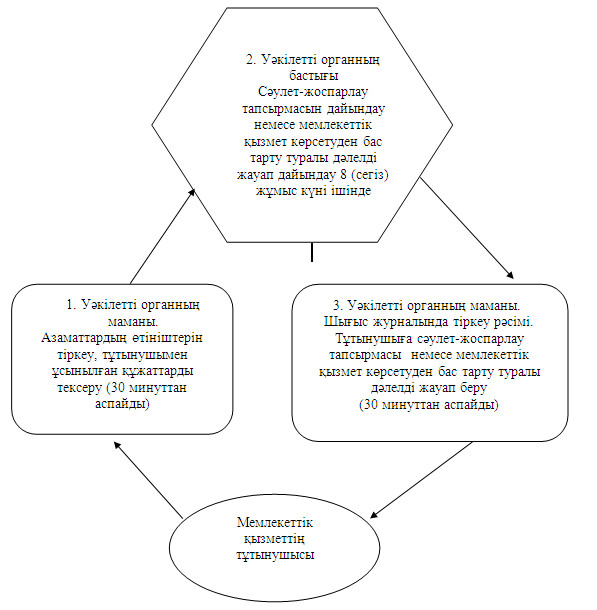 2. Уәкілетті органның
бастығы
Сәулет-жоспарлау
тапсырмасын дайындау
немесе мемлекеттік
қызмет көрсетуден бас
тарту туралы дәлелді
жауап дайындау 8 (сегіз)
жұмыс күні ішінде
1. Уәкілетті органның
маманы.
Азаматтардың өтініштерін
тіркеу, тұтынушымен
ұсынылған құжаттарды
тексеру (30 минуттан
аспайды)
3. Уәкілетті органның маманы.
Шығыс журналында тіркеу рәсімі.
Тұтынушыға сәулет-жоспарлау
тапсырмасы немесе мемлекеттік
қызмет көрсетуден бас тарту туралы
дәлелді жауап беру
(30 минуттан аспайды)
Мемлекеттік
қызметтің
тұтынушысы